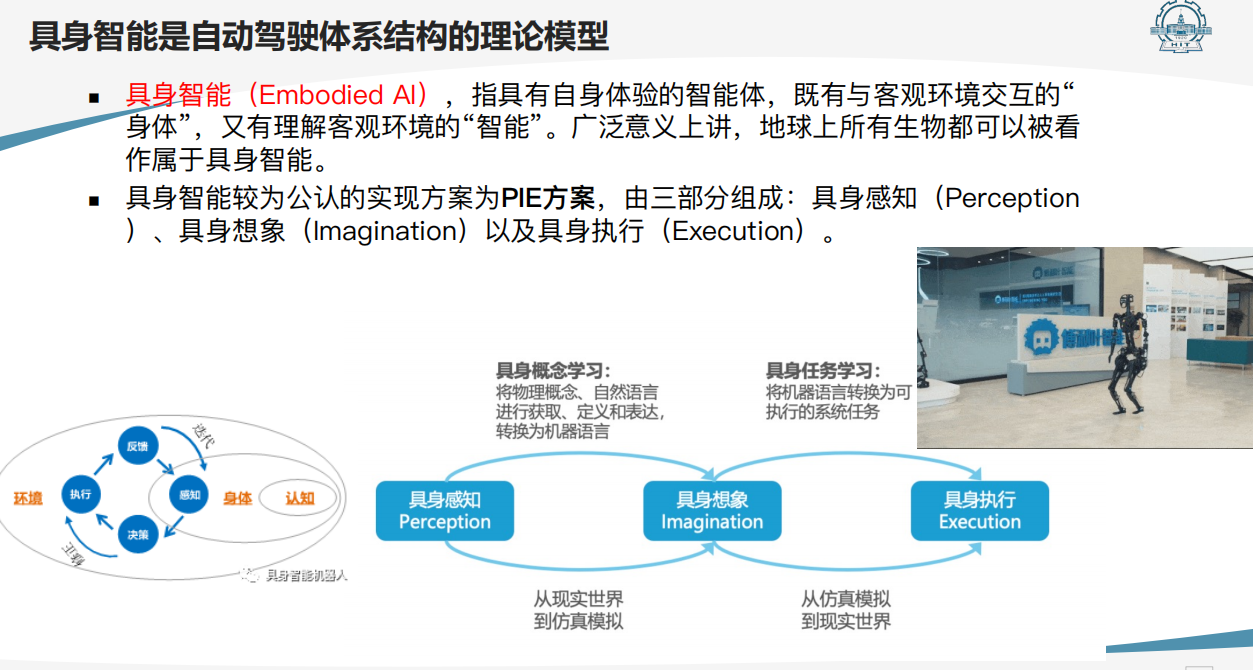 具身智能是自动驾驶体系结构的理论模型
HIT
具身智能（Embodied AI），指具有自身体验的智能体，既有与客观环境交互的“
身体”，又有理解客观环境的“智能”。广泛意义上讲，地球上所有生物都可以被看
作属于具身智能。
具身智能较为公认的实现方案为PIE方案，由三部分组成：具身感知（Perception
）、具身想象（Imagination）以及具身执行（Execution）。
具身概念学习：
将物理概念、自然语言
进行获取、定义和表达，
转换为机器语言
具身任务学习：
将机器语言转换为可
执行的系统任务
反馈
迭代
环境
执行
感知
身体
认知
决策
修正
具身智能机器人
具身感知
Perception
具身想象
Imagination
具身执行
Execution
从现实世界
到仿真模拟
从仿真模拟
到现实世界